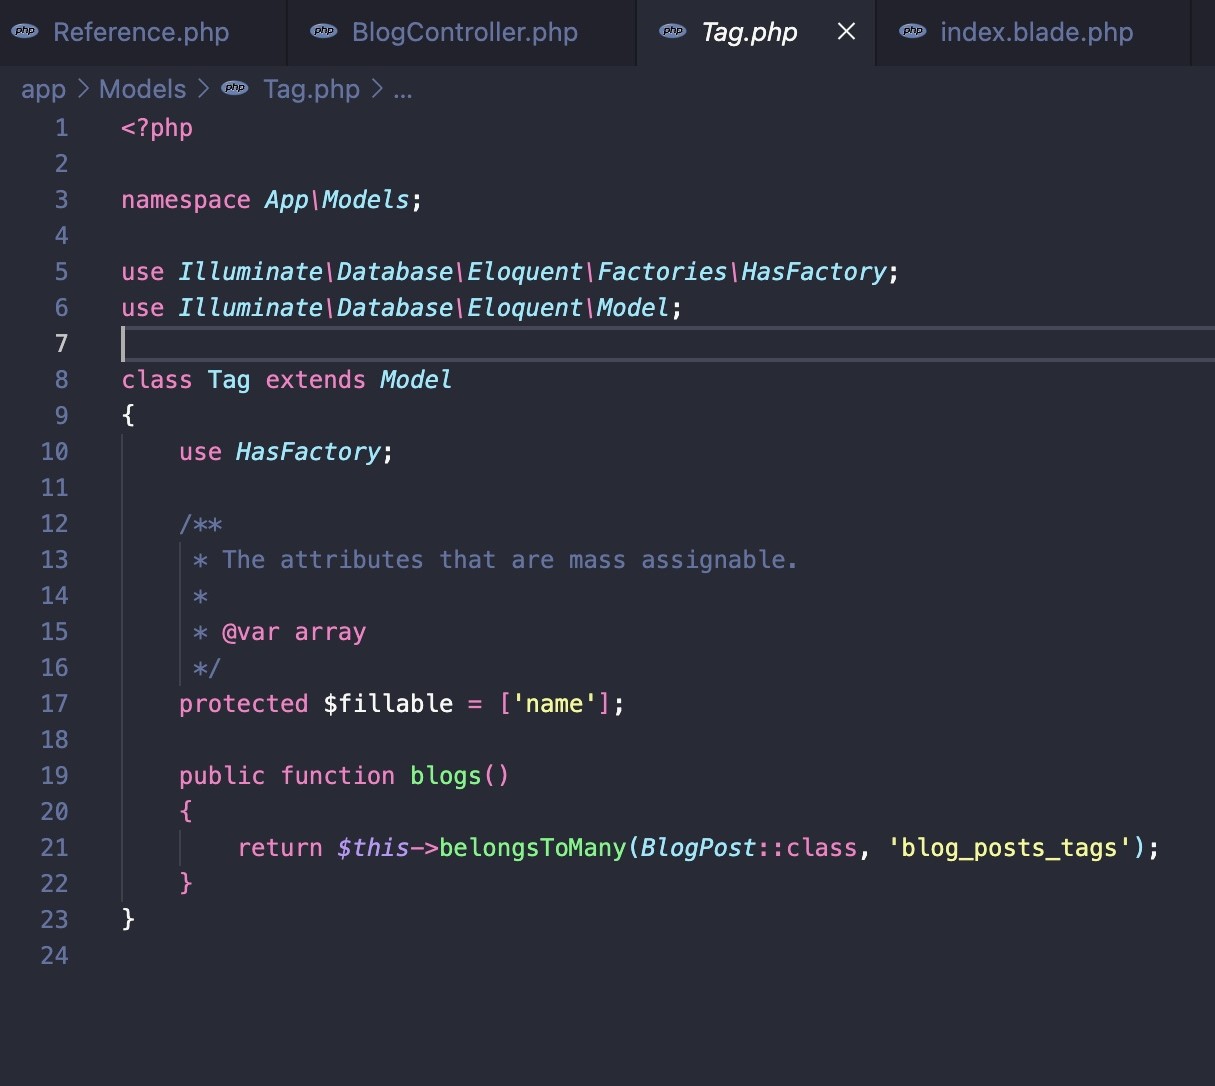 php Reference.php php BlogController.php php Tag.php × php index.blade.php
app > Models > php Tag.php > ...
1 <?php
2
3 namespace App\Models;
4
5 use Illuminate\Database\Eloquent\Factories\HasFactory;
6 use Illuminate\Database\Eloquent\Model;
7
8 class Tag extends Model
9 {
10     use HasFactory;
11
12     /**
13      * The attributes that are mass assignable.
14      *
15      * @var array
16      */
17     protected $fillable = ['name'];
18
19     public function blogs()
20     {
21         return $this->belongsToMany(BlogPost::class, 'blog_posts_tags');
22     }
23 }
24